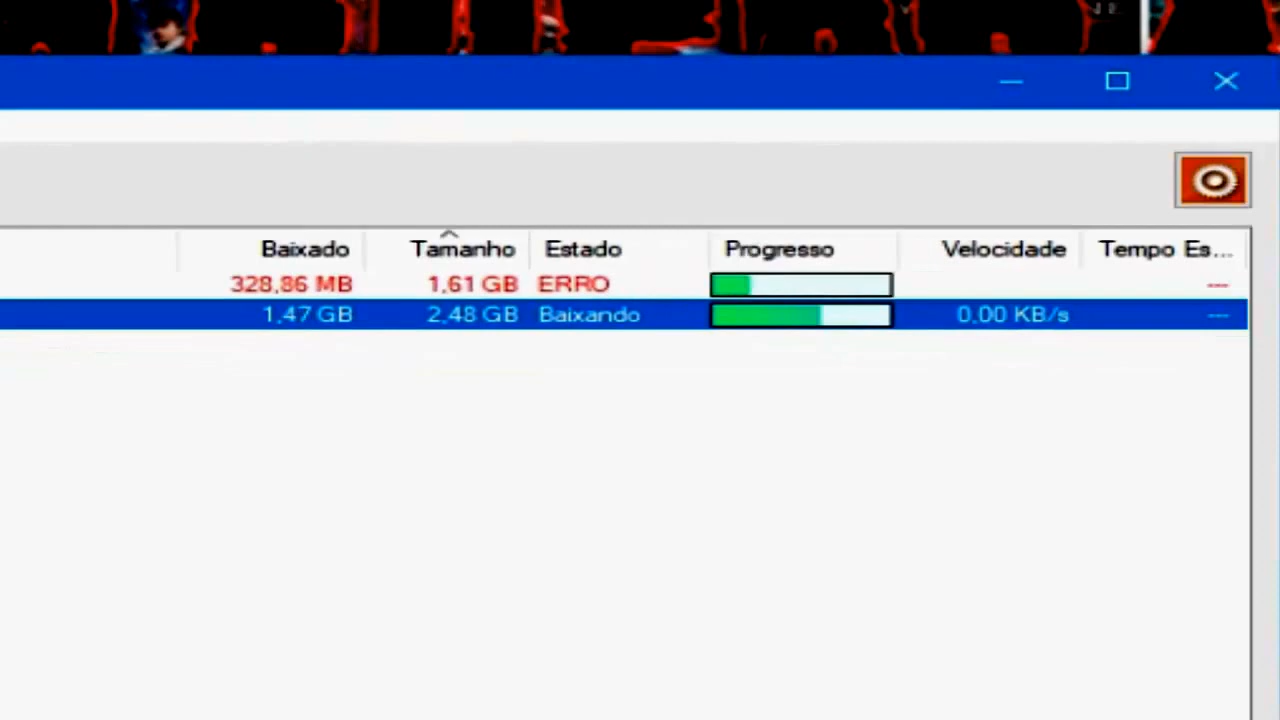 Baixado Tamanho Estado Progresso Velocidade Tempo Es...
328,86 MB 1,61 GB ERRO ---
1,47 GB 2,48 GB Baixando 0,00 KB/s ---